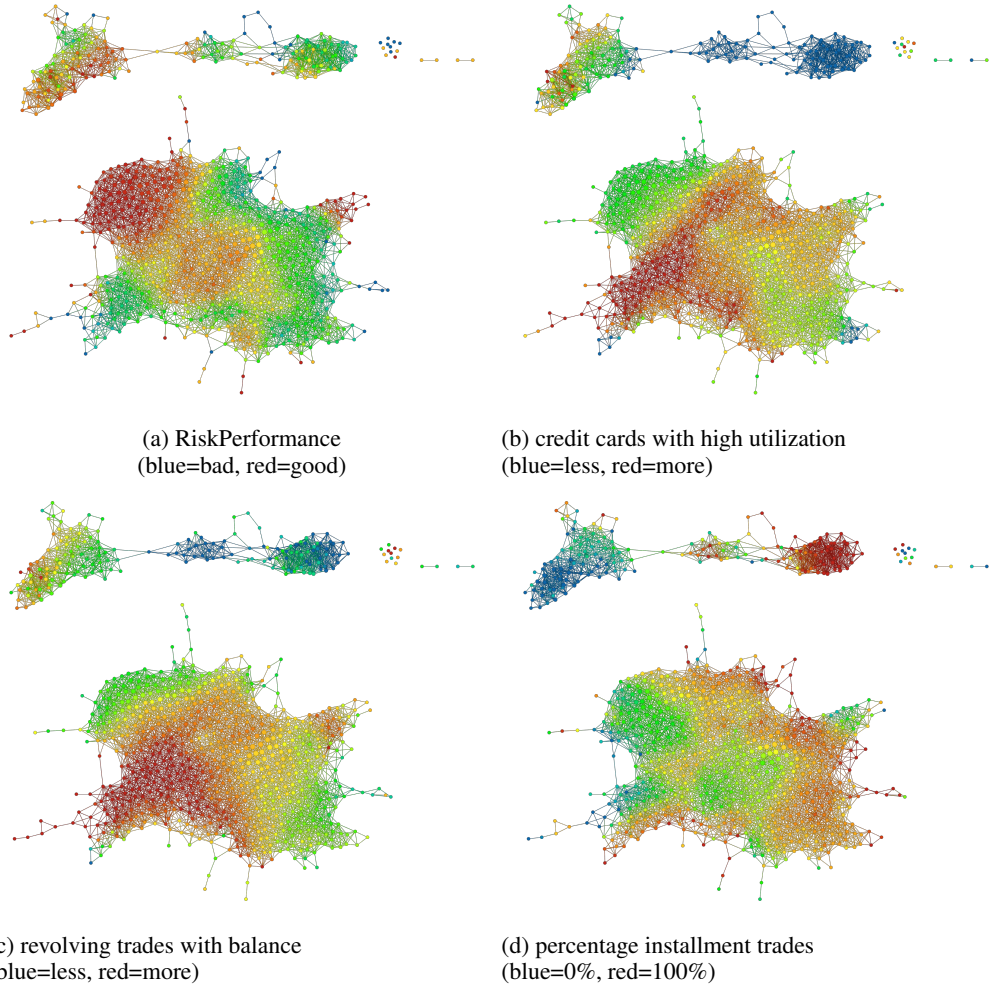 (a) RiskPerformance
(blue=bad, red=good)
(b) credit cards with high utilization
(blue=less, red=more)
c) revolving trades with balance
blue=less, red=more)
(d) percentage installment trades
(blue=0%, red=100%)